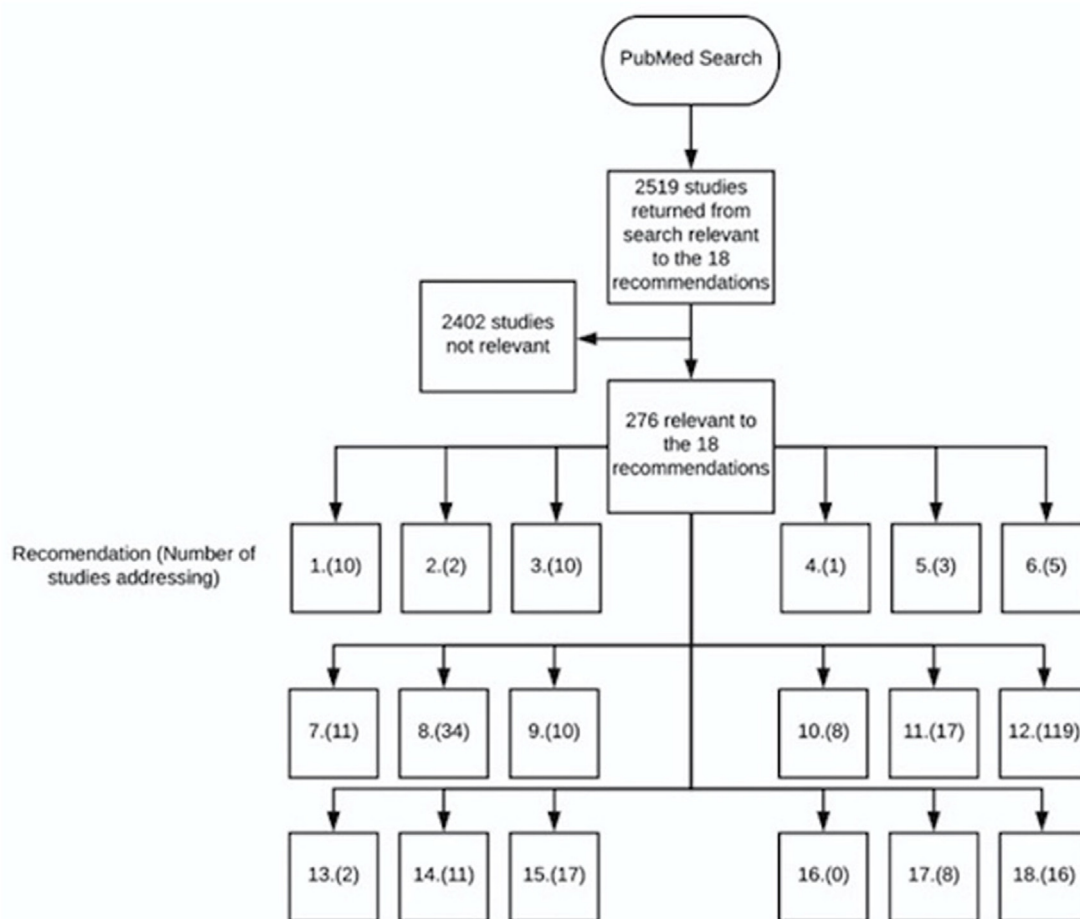 PubMed Search
2519 studies
returned from
search relevant
to the 18
recommendations
2402 studies
not relevant
276 relevant to
the 18
recommendations
Recomendation (Number of
studies addressing)
1.(10)
2.(2)
3.(10)
4.(1)
5.(3)
6.(5)
7.(11)
8.(34)
9.(10)
10.(8)
11.(17)
12.(119)
13.(2)
14.(11)
15.(17)
16.(0)
17.(8)
18.(16)